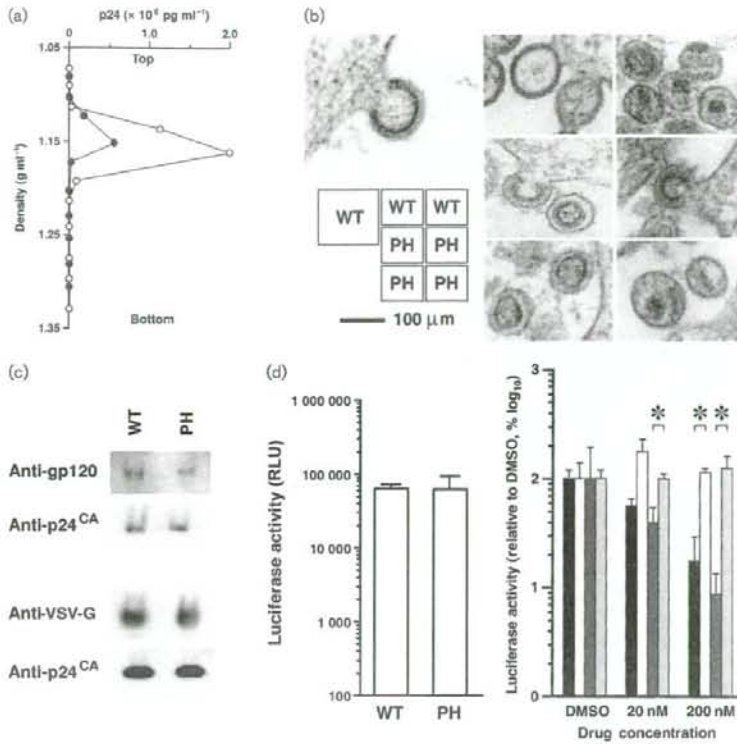 (a)
p24 (× 10⁶ pg ml⁻¹)
0 1.0 2.0
Top
1.05
1.15
1.25
1.35
Density (g ml⁻¹)
Bottom
(b)
WT WT WT
PH PH
PH PH
100 μm
(c)
WT PH
Anti-gp120
Anti-p24ᶜᴬ
Anti-VSV-G
Anti-p24ᶜᴬ
(d)
Luciferase activity (RLU)
1 000 000
100 000
10 000
1 000
100
WT PH
Luciferase activity (relative to DMSO, % log₁₀)
3
2
1
0
* * *
DMSO 20 nM 200 nM
Drug concentration